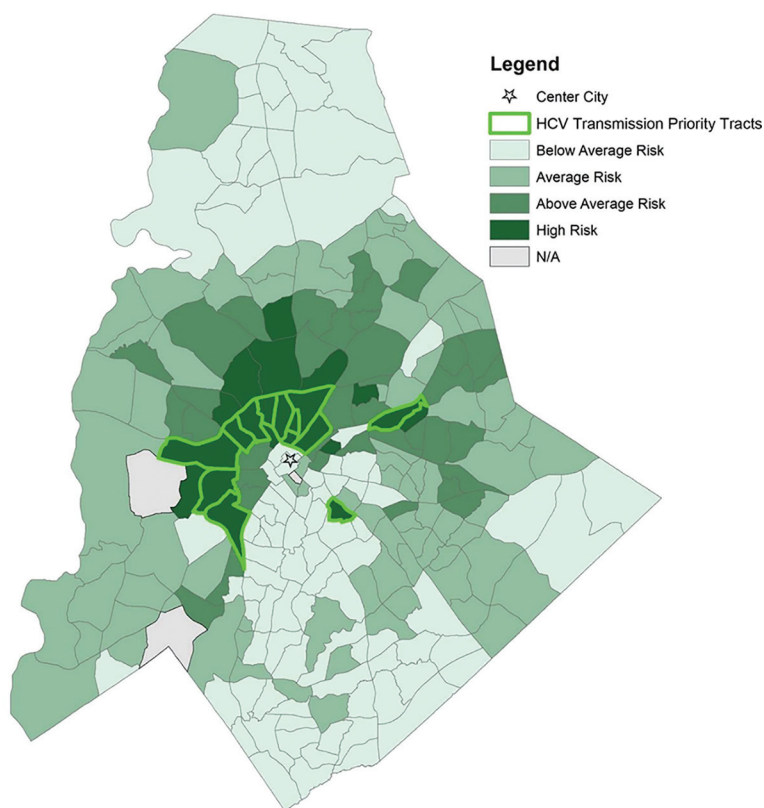 Legend
Center City
HCV Transmission Priority Tracts
Below Average Risk
Average Risk
Above Average Risk
High Risk
N/A